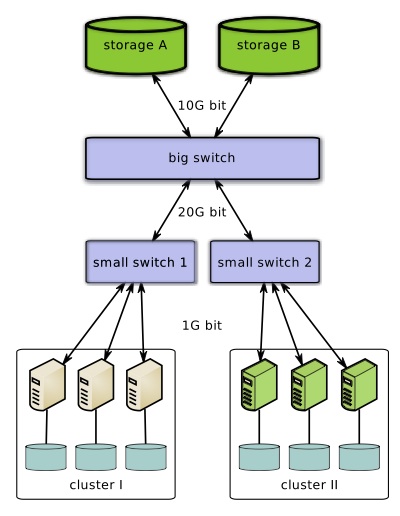 storage A
storage B
10G bit
big switch
20G bit
small switch 1
small switch 2
1G bit
cluster I
cluster II